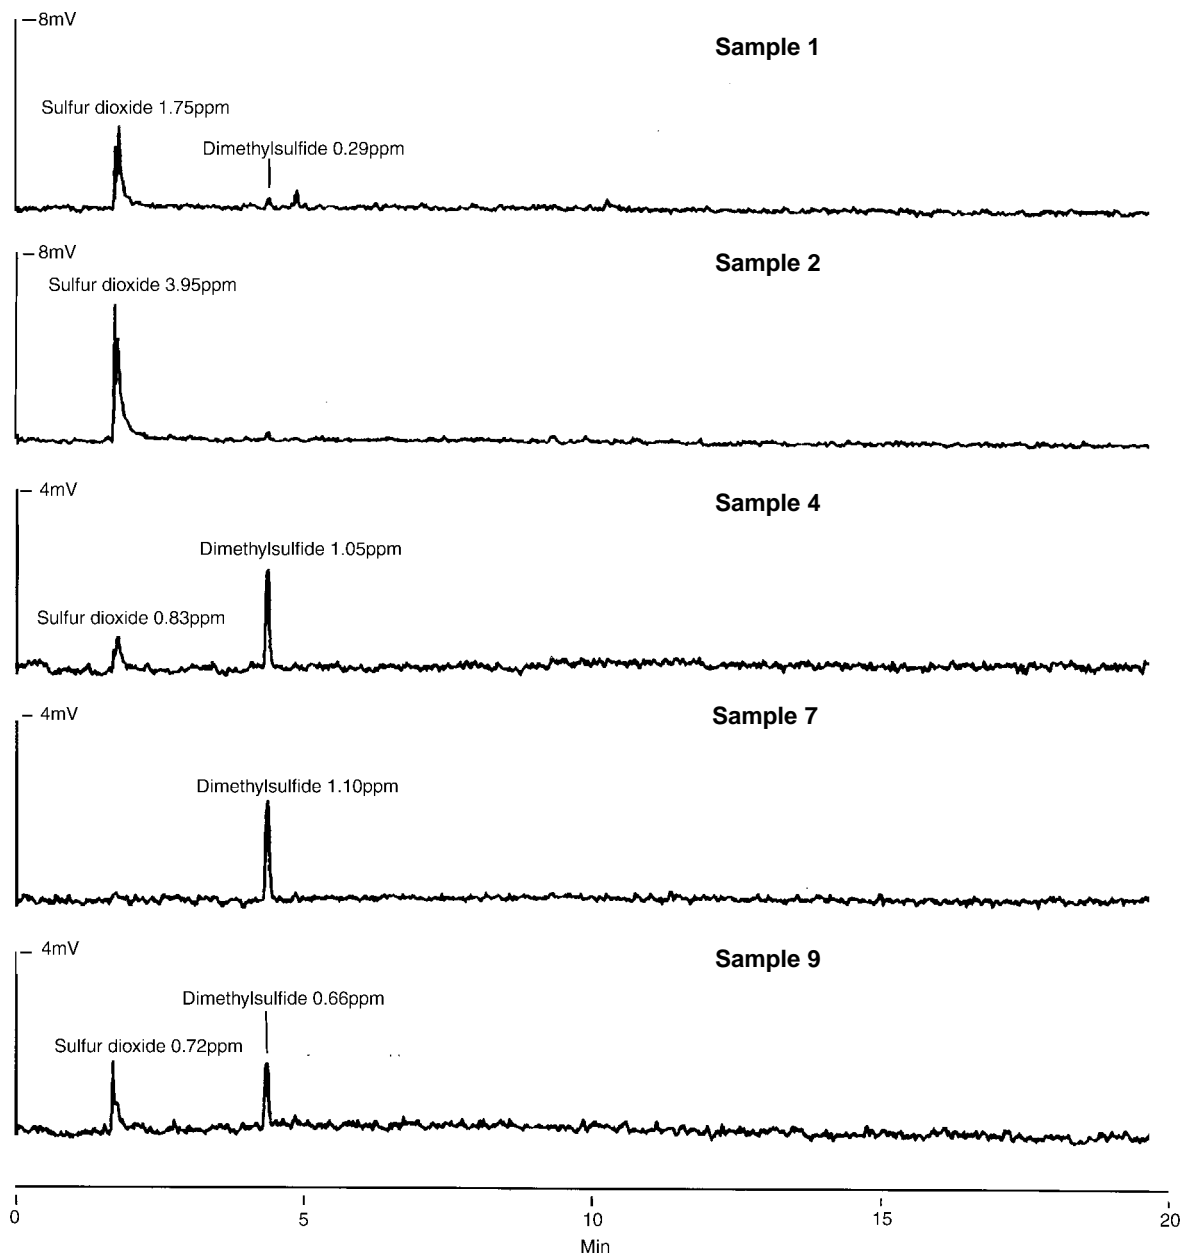 8mV
Sample 1
Sulfur dioxide 1.75ppm
Dimethylsulfide 0.29ppm
8mV
Sample 2
Sulfur dioxide 3.95ppm
4mV
Sample 4
Dimethylsulfide 1.05ppm
Sulfur dioxide 0.83ppm
4mV
Sample 7
Dimethylsulfide 1.10ppm
4mV
Sample 9
Dimethylsulfide 0.66ppm
Sulfur dioxide 0.72ppm
0 5 10 15 20
Min